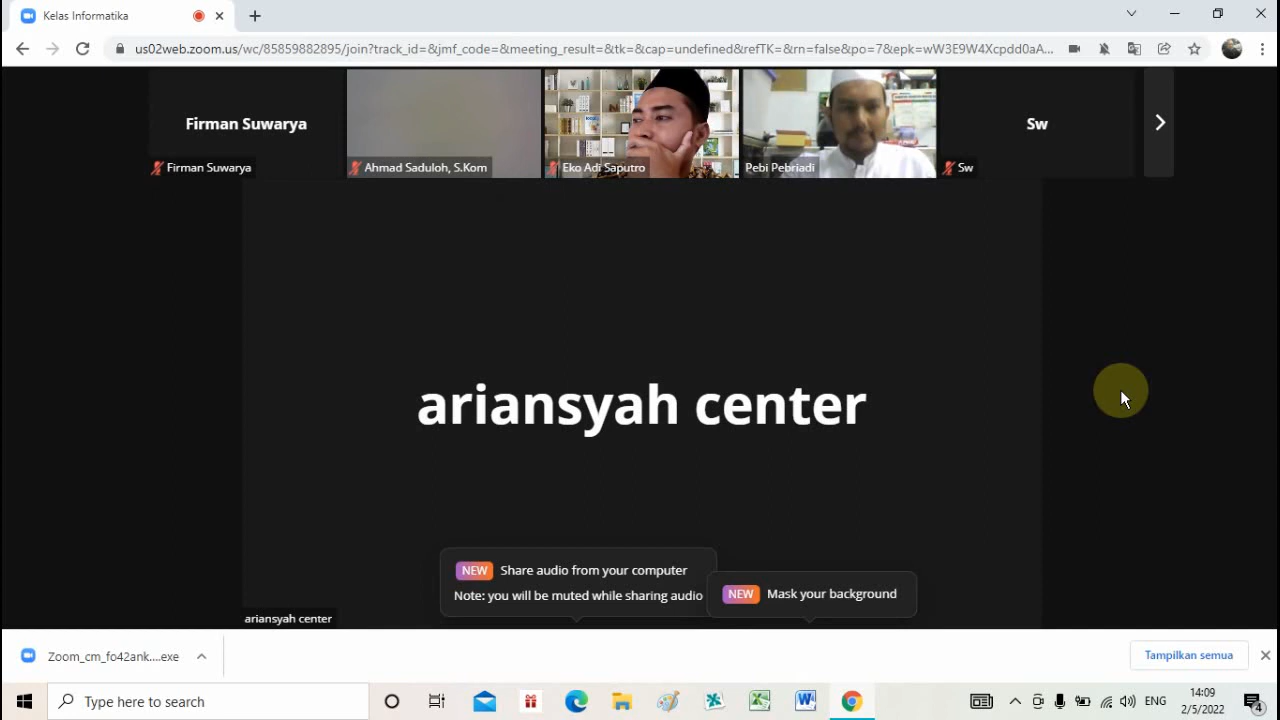 Kelas Informatika
us02web.zoom.us/wc/85859882895/join?track_id=&jmf_code=&meeting_result=&tk=&cap=undefined&refTK=&rn=false&po=7&epk=wW3E9W4Xcpdd0aA...
Firman Suwarya
Sw
Firman Suwarya
Ahmad Saduloh, S.Kom
Eko Adi Saputro
Pebi Pebriadi
Sw
ariansyah center
NEW Share audio from your computer
Note: you will be muted while sharing audio
NEW Mask your background
ariansyah center
Zoom_cm_fo42ank....exe
Tampilkan semua
Type here to search
ENG
14:09
2/5/2022
4